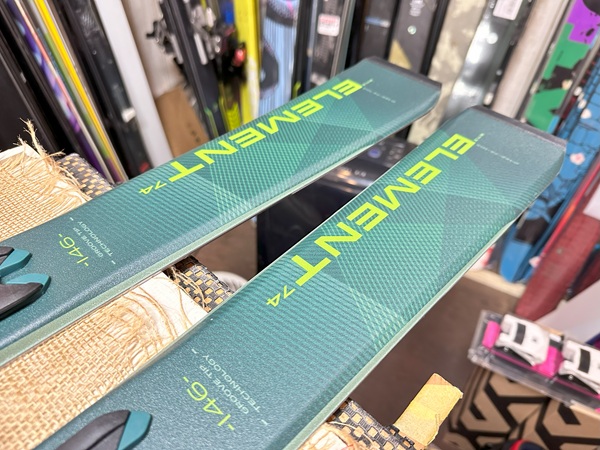 ELEMENT 74
-146-
GROOVE TIP
TECHNOLOGY
ELEMENT 74
-146-
GROOVE TIP
TECHNOLOGY